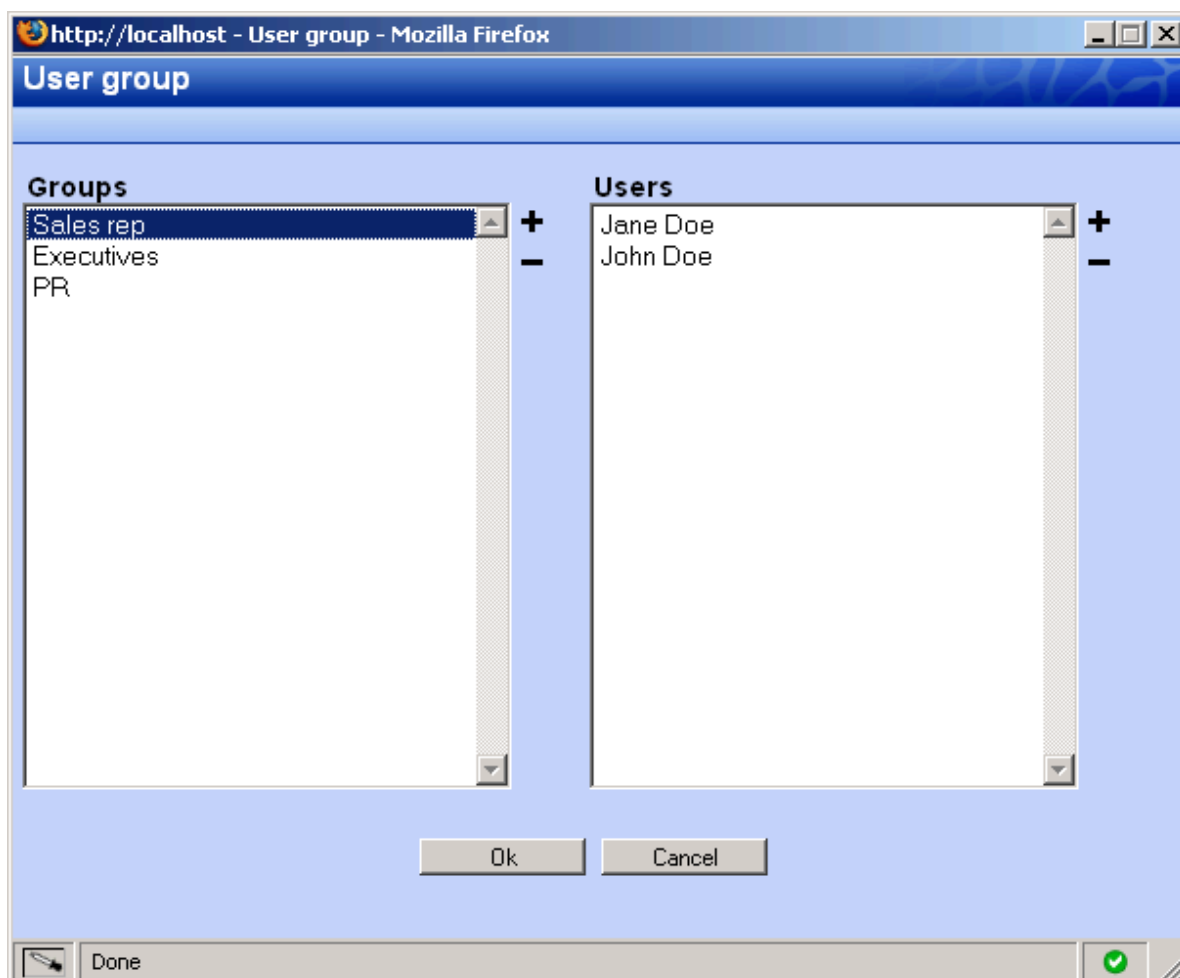 http://localhost - User group - Mozilla Firefox
User group
Groups
Sales rep
Executives
PR
+
−
Users
Jane Doe
John Doe
+
−
Ok
Cancel
Done